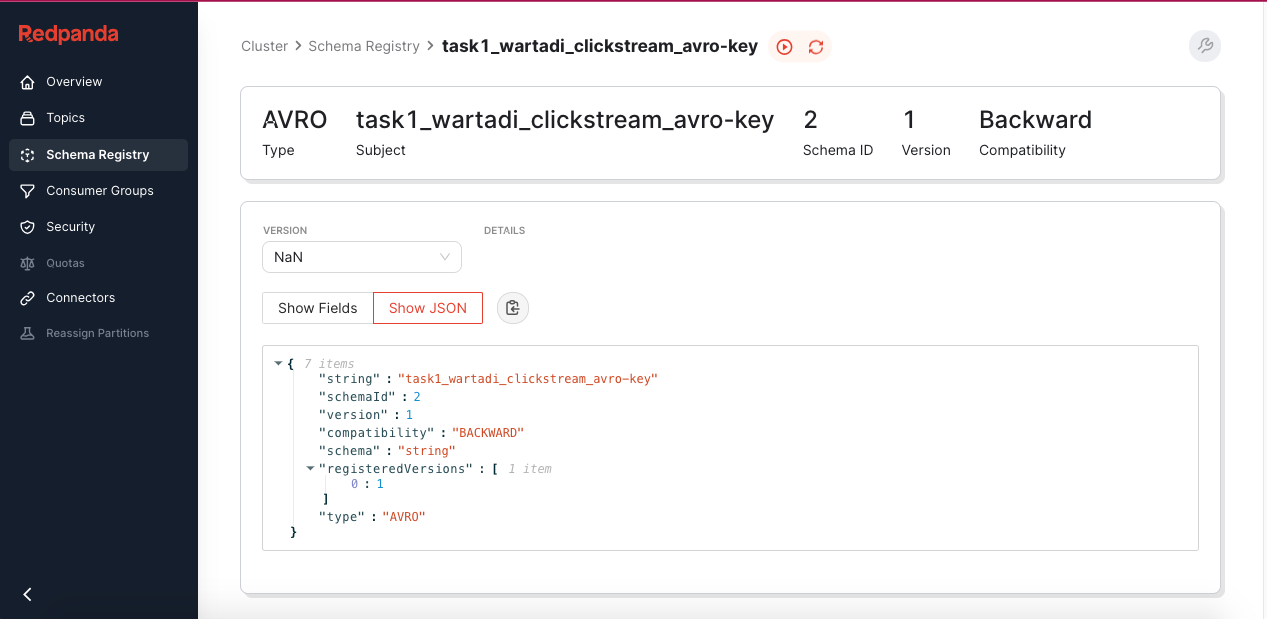 Redpanda
Overview
Topics
Schema Registry
Consumer Groups
Security
Quotas
Connectors
Reassign Partitions
Cluster > Schema Registry > task1_wartadi_clickstream_avro-key
AVRO task1_wartadi_clickstream_avro-key 2 1 Backward
Type Subject Schema ID Version Compatibility
VERSION DETAILS
NaN
Show Fields Show JSON
{ 7 items
"string" : "task1_wartadi_clickstream_avro-key"
"schemaId" : 2
"version" : 1
"compatibility" : "BACKWARD"
"schema" : "string"
"registeredVersions" : [ 1 item
0 : 1
]
"type" : "AVRO"
}